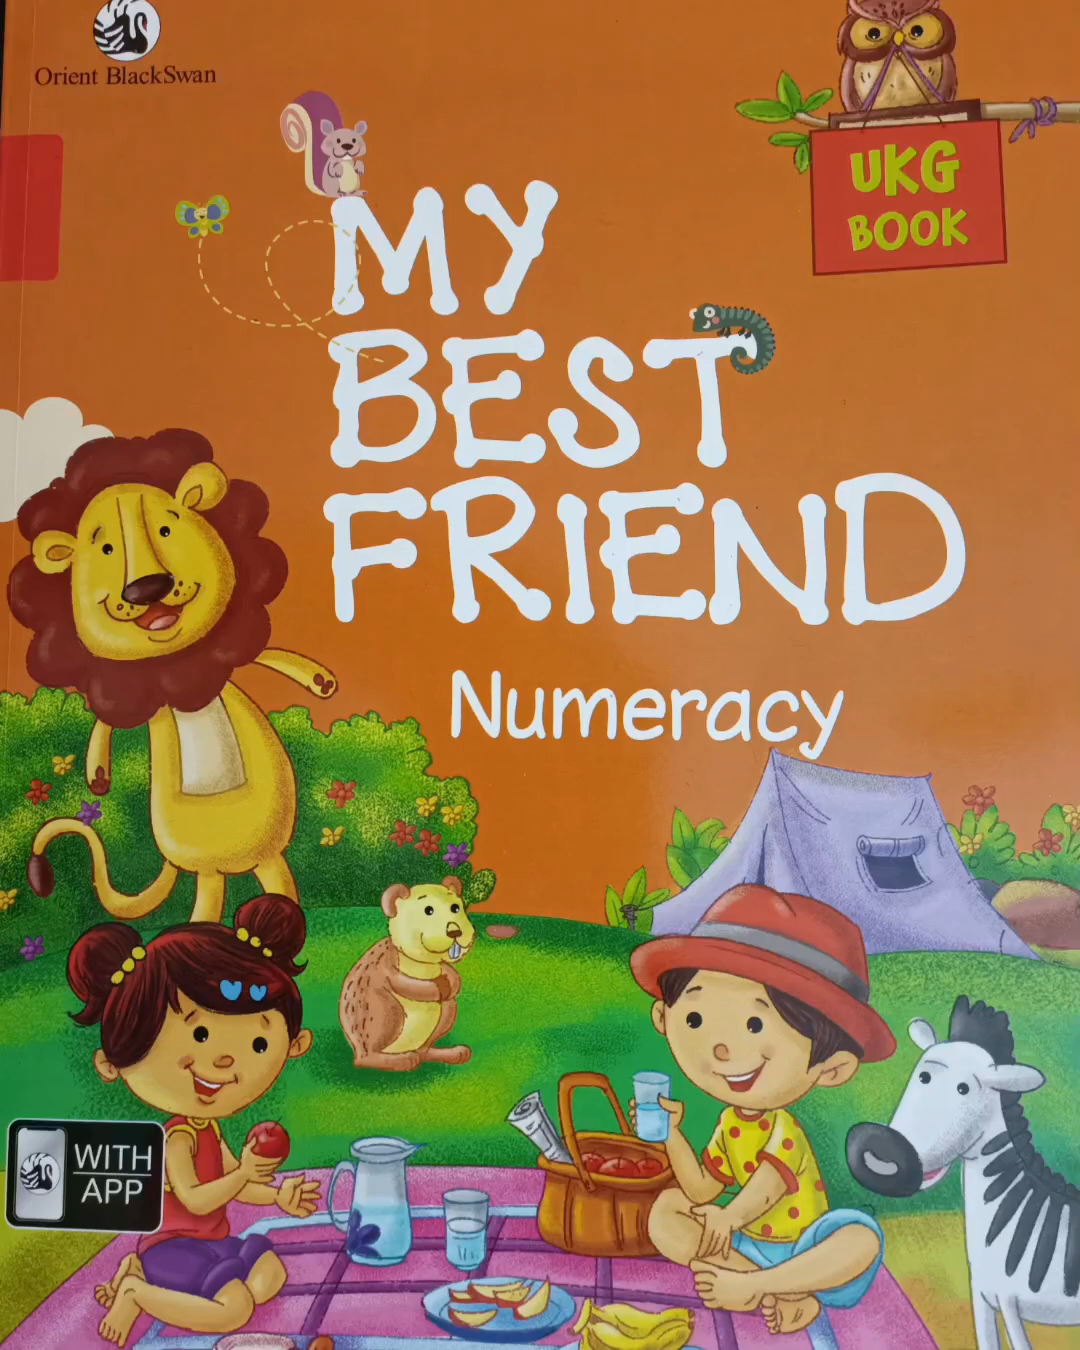 Orient BlackSwan
UKG
BOOK
MY
BEST
FRIEND
Numeracy
WITH
APP